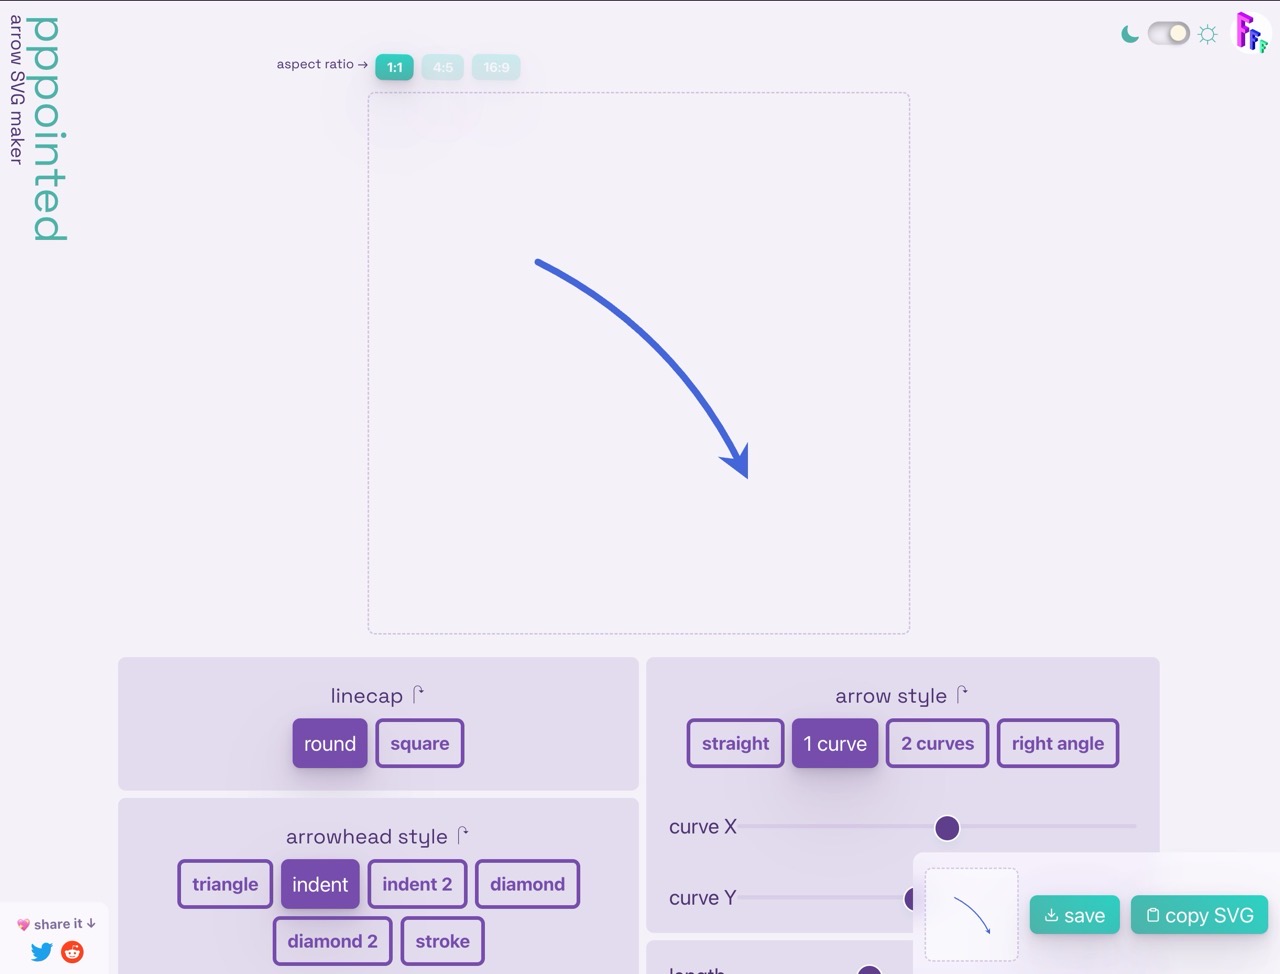 pppointed
arrow SVG maker
aspect ratio → 1:1 4:5 16:9
linecap
round square
arrowhead style
triangle indent indent 2 diamond
diamond 2 stroke
arrow style
straight 1 curve 2 curves right angle
curve X
curve Y
length
💖 share it ↓
save copy SVG